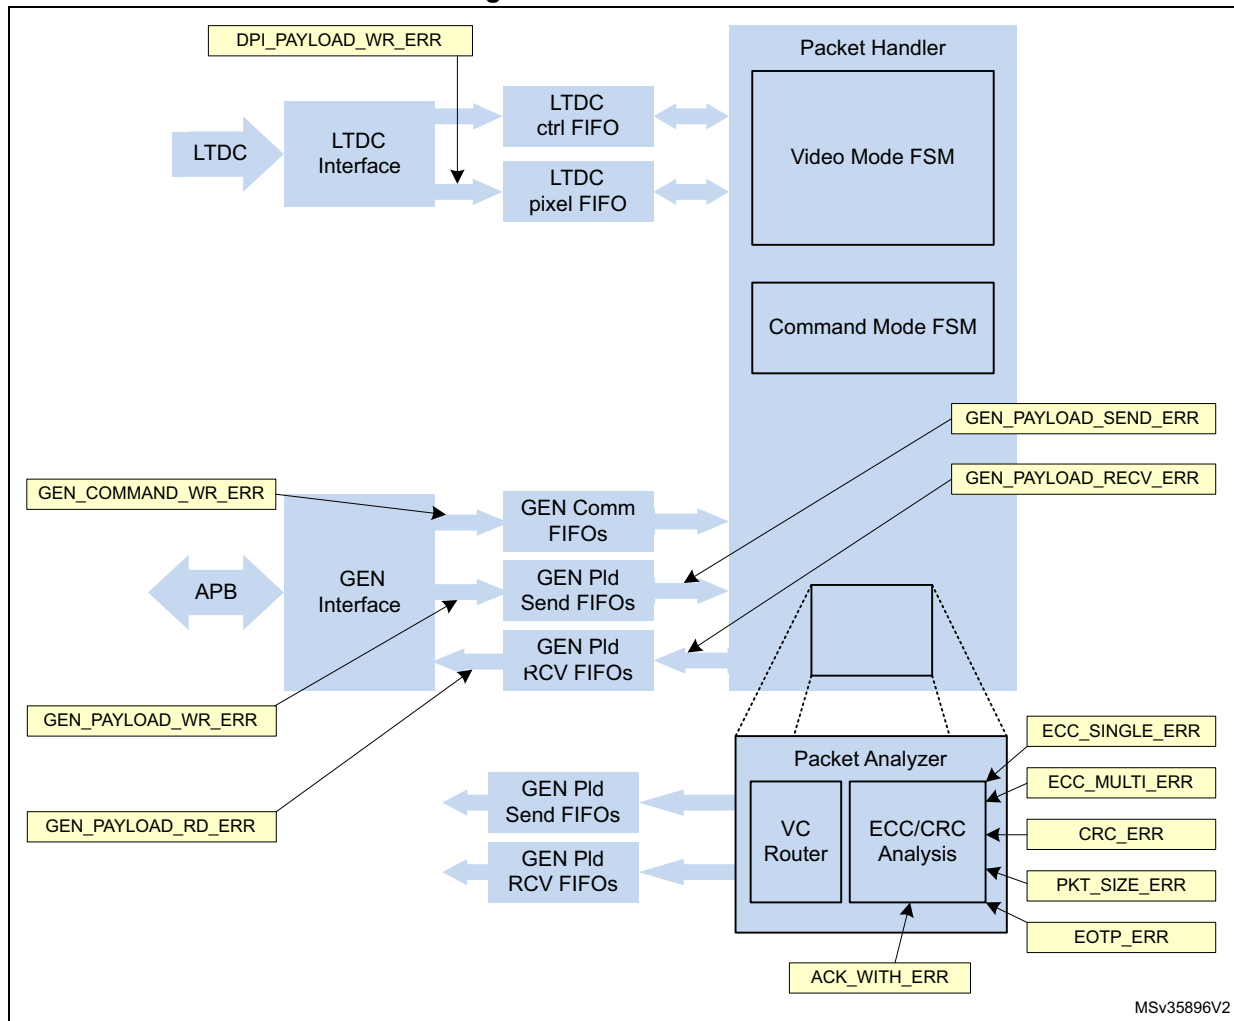 DPI_PAYLOAD_WR_ERR
Packet Handler
LTDC
LTDC
Interface
LTDC
ctrl FIFO
LTDC
pixel FIFO
Video Mode FSM
Command Mode FSM
GEN_PAYLOAD_SEND_ERR
GEN_PAYLOAD_RECV_ERR
GEN_COMMAND_WR_ERR
APB
GEN
Interface
GEN Comm
FIFOs
GEN Pld
Send FIFOs
GEN Pld
RCV FIFOs
GEN_PAYLOAD_WR_ERR
GEN_PAYLOAD_RD_ERR
GEN Pld
Send FIFOs
GEN Pld
RCV FIFOs
Packet Analyzer
VC
Router
ECC/CRC
Analysis
ECC_SINGLE_ERR
ECC_MULTI_ERR
CRC_ERR
PKT_SIZE_ERR
EOTP_ERR
ACK_WITH_ERR
MSv35896V2